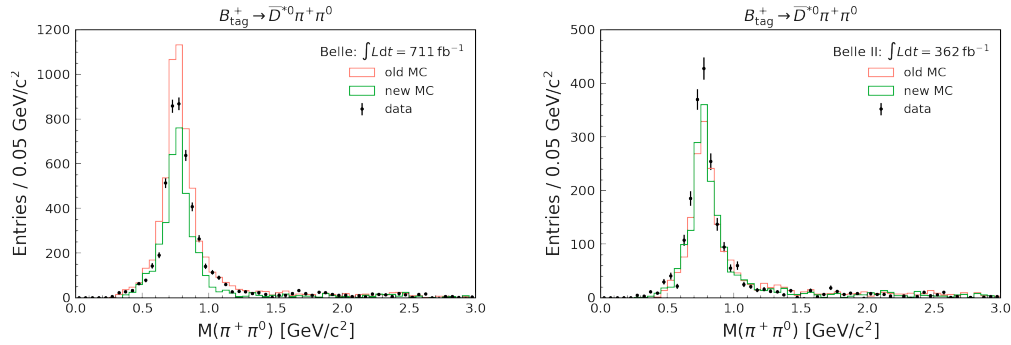 B⁺tag → D̅*⁰π⁺π⁰
Entries / 0.05 GeV/c²
1200
1000
800
600
400
200
0
Belle: ∫Ldt = 711 fb⁻¹
old MC
new MC
data
0.0 0.5 1.0 1.5 2.0 2.5 3.0
M(π⁺π⁰) [GeV/c²]
B⁺tag → D̅*⁰π⁺π⁰
Entries / 0.05 GeV/c²
500
400
300
200
100
0
Belle II: ∫Ldt = 362 fb⁻¹
old MC
new MC
data
0.0 0.5 1.0 1.5 2.0 2.5 3.0
M(π⁺π⁰) [GeV/c²]